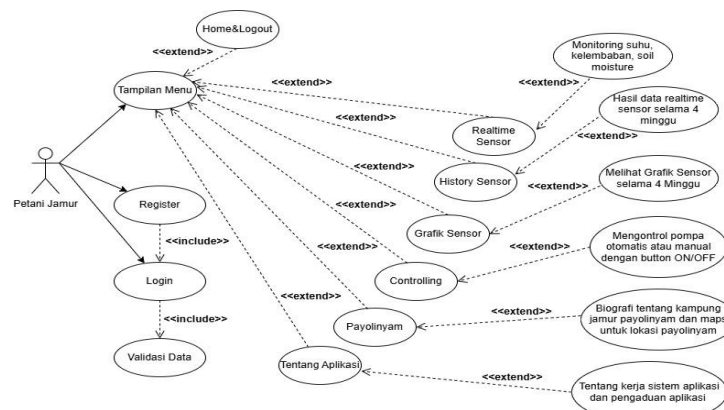 Home&Logout
<<extend>>
Tampilan Menu
Petani Jamur
Register
<<include>>
Login
<<include>>
Validasi Data
<<extend>>
Realtime
Sensor
<<extend>>
Monitoring suhu,
kelembaban, soil
moisture
<<extend>>
History Sensor
<<extend>>
Hasil data realtime
sensor selama 4
minggu
<<extend>>
Grafik Sensor
<<extend>>
Melihat Grafik Sensor
selama 4 Minggu
<<extend>>
Controlling
<<extend>>
Mengontrol pompa
otomatis atau manual
dengan button ON/OFF
<<extend>>
Payolinyam
<<extend>>
Biografi tentang kampung
jamur payolinyam dan maps
untuk lokasi payolinyam
<<extend>>
Tentang Aplikasi
<<extend>>
Tentang kerja sistem aplikasi
dan pengaduan aplikasi